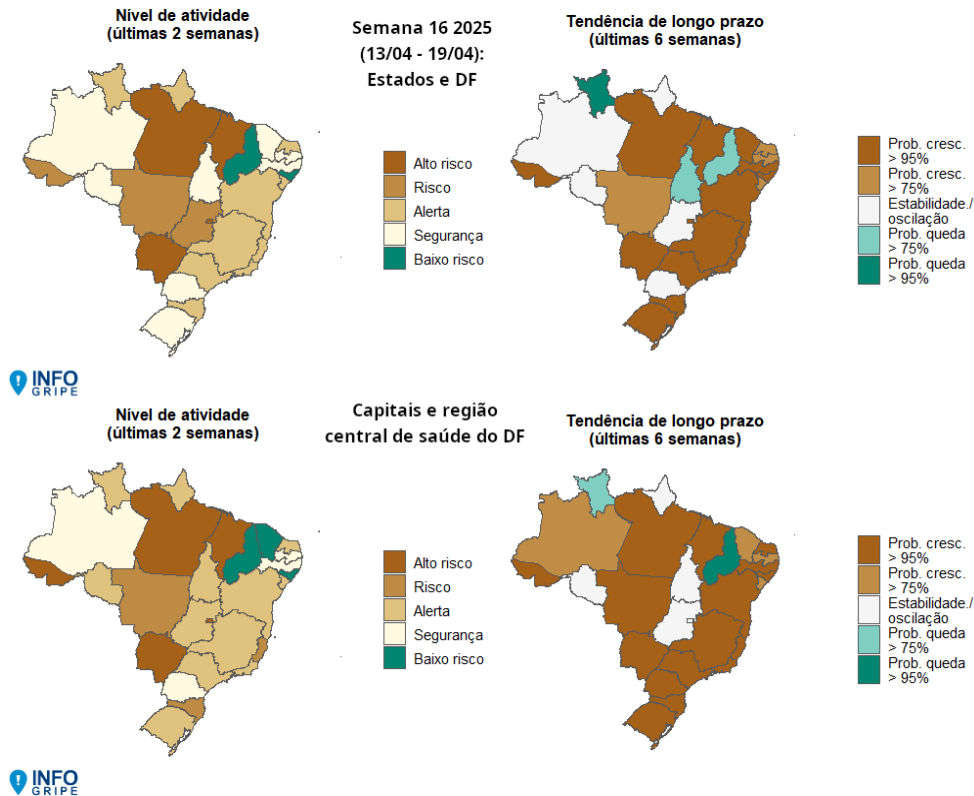 Nível de atividade
(últimas 2 semanas)
Semana 16 2025
(13/04 - 19/04):
Estados e DF
Tendência de longo prazo
(últimas 6 semanas)
Alto risco
Risco
Alerta
Segurança
Baixo risco
Prob. cresc.
> 95%
Prob. cresc.
> 75%
Estabilidade./
oscilação
Prob. queda
> 75%
Prob. queda
> 95%
INFO
GRIPE
Nível de atividade
(últimas 2 semanas)
Capitais e região
central de saúde do DF
Tendência de longo prazo
(últimas 6 semanas)
Alto risco
Risco
Alerta
Segurança
Baixo risco
Prob. cresc.
> 95%
Prob. cresc.
> 75%
Estabilidade./
oscilação
Prob. queda
> 75%
Prob. queda
> 95%
INFO
GRIPE